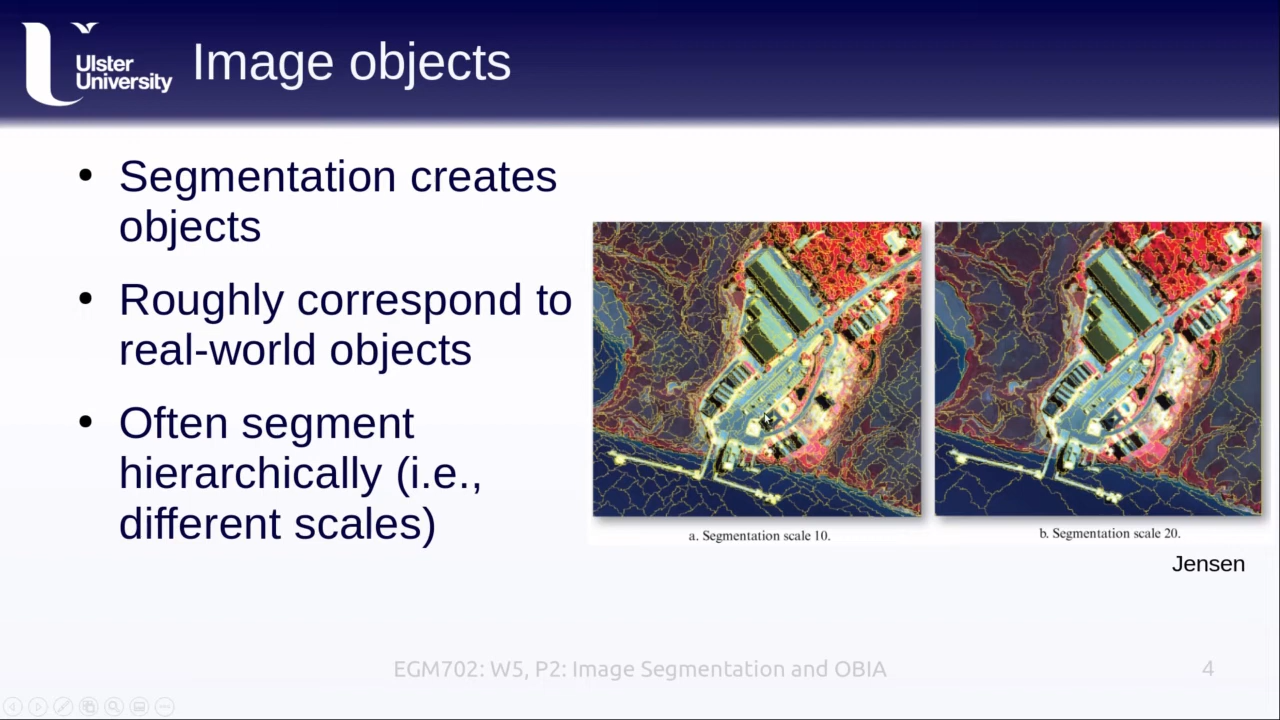 Ulster
University
Image objects
• Segmentation creates
objects
• Roughly correspond to
real-world objects
• Often segment
hierarchically (i.e.,
different scales)
a. Segmentation scale 10.
b. Segmentation scale 20.
Jensen
EGM702: W5, P2: Image Segmentation and OBIA
4